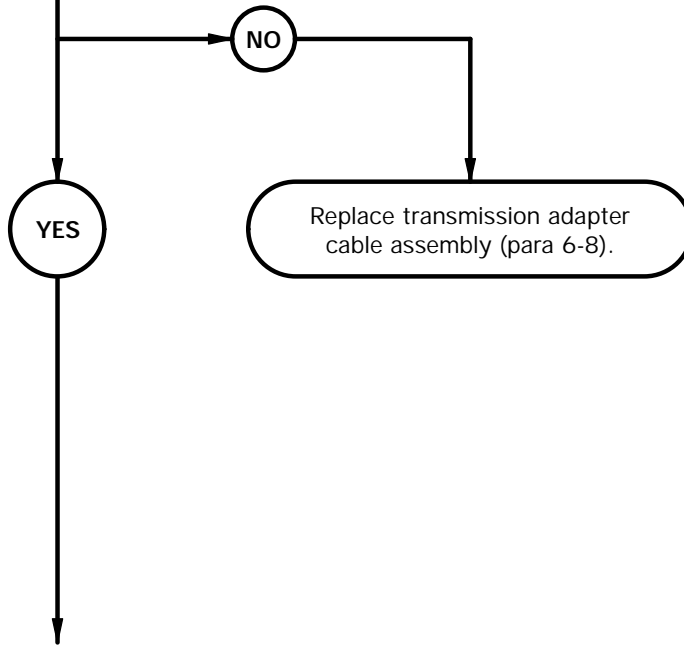 NO
YES
Replace transmission adapter
cable assembly (para 6-8).